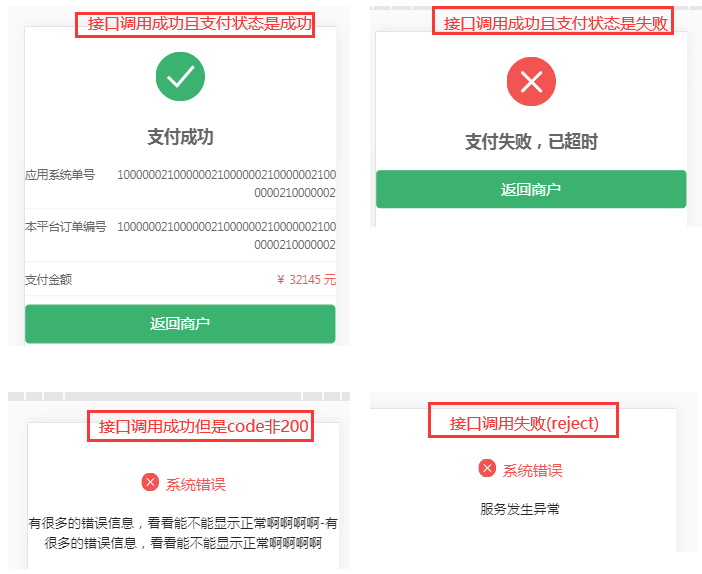 接口调用成功且支付状态是成功
支付成功
应用系统单号
10000002100000021000000210000002100
0000210000002
本平台订单编号
10000002100000021000000210000002100
0000210000002
支付金额
￥ 32145 元
返回商户
接口调用成功且支付状态是失败
支付失败，已超时
返回商户
接口调用成功但是code非200
系统错误
有很多的错误信息，看看能不能显示正常啊啊啊啊-有
很多的错误信息，看看能不能显示正常啊啊啊啊
接口调用失败(reject)
系统错误
服务发生异常